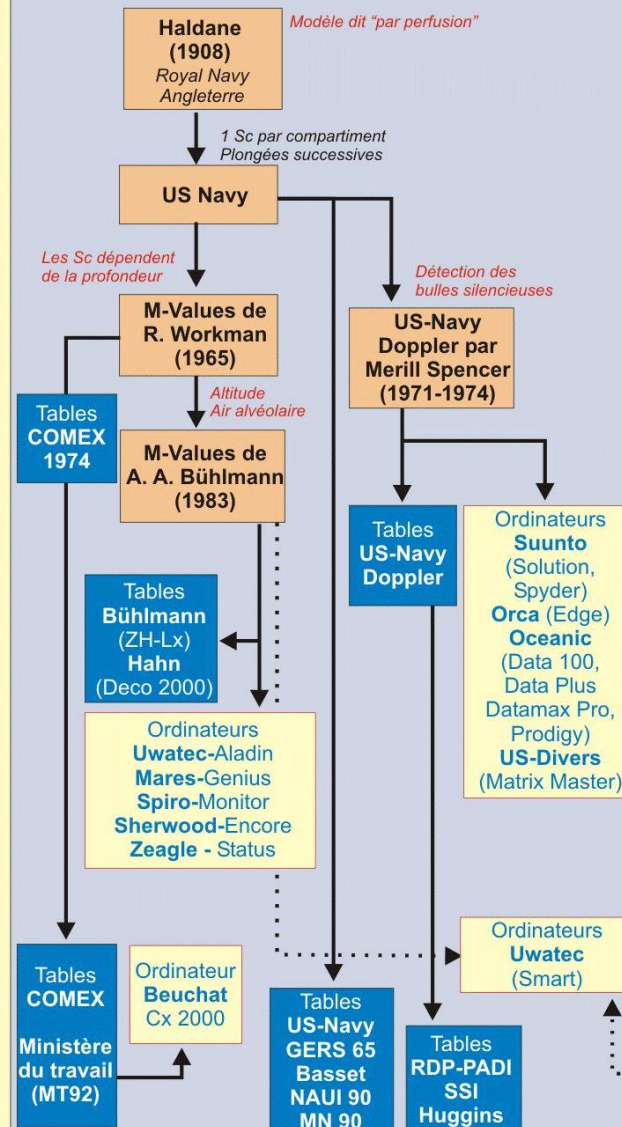 Haldane
(1908)
Royal Navy
Angleterre
Modèle dit "par perfusion"
1 Sc par compartiment
Plongées successives
US Navy
Les Sc dépendent
de la profondeur
Détection des
bulles silencieuses
M-Values de
R. Workman
(1965)
US-Navy
Doppler par
Merill Spencer
(1971-1974)
Altitude
Air alvéolaire
Tables
COMEX
1974
M-Values de
A. A. Bühlmann
(1983)
Tables
US-Navy
Doppler
Ordinateurs
Suunto
(Solution,
Spyder)
Orca (Edge)
Oceanic
(Data 100,
Data Plus
Datamax Pro,
Prodigy)
US-Divers
(Matrix Master)
Tables
Bühlmann
(ZH-Lx)
Hahn
(Deco 2000)
Ordinateurs
Uwatec-Aladin
Mares-Genius
Spiro-Monitor
Sherwood-Encore
Zeagle - Status
Ordinateurs
Uwatec
(Smart)
Tables
COMEX
Ministère
du travail
(MT92)
Ordinateur
Beuchat
Cx 2000
Tables
US-Navy
GERS 65
Basset
NAUI 90
MN 90
Tables
RDP-PADI
SSI
Huggins